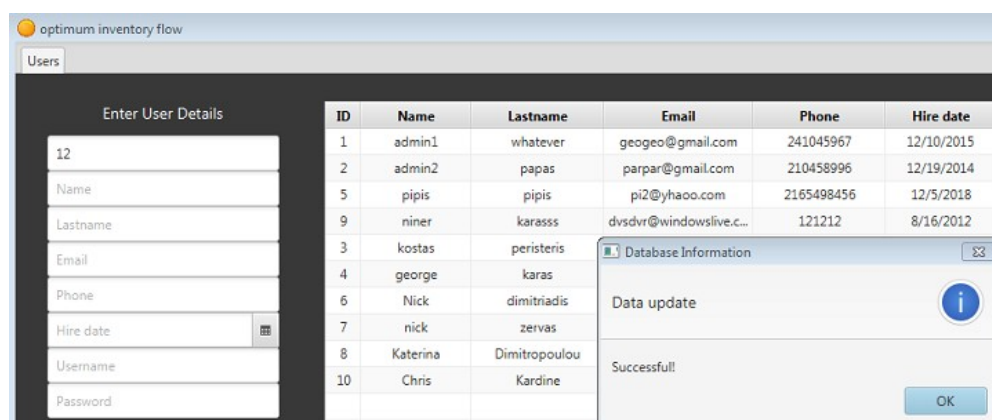 optimum inventory flow
Users
Enter User Details
12
Name
Lastname
Email
Phone
Hire date
Username
Password
ID Name Lastname Email Phone Hire date
1 admin1 whatever geogeo@gmail.com 241045967 12/10/2015
2 admin2 papas parpar@gmail.com 210458996 12/19/2014
5 pipis pipis pi2@yhaoo.com 2165498456 12/5/2018
9 niner karasss dvsdvr@windowslive.c... 121212 8/16/2012
3 kostas peristeris
4 george karas
6 Nick dimitriadis
7 nick zervas
8 Katerina Dimitropoulou
10 Chris Kardine
Database Information
Data update
Successful!
OK